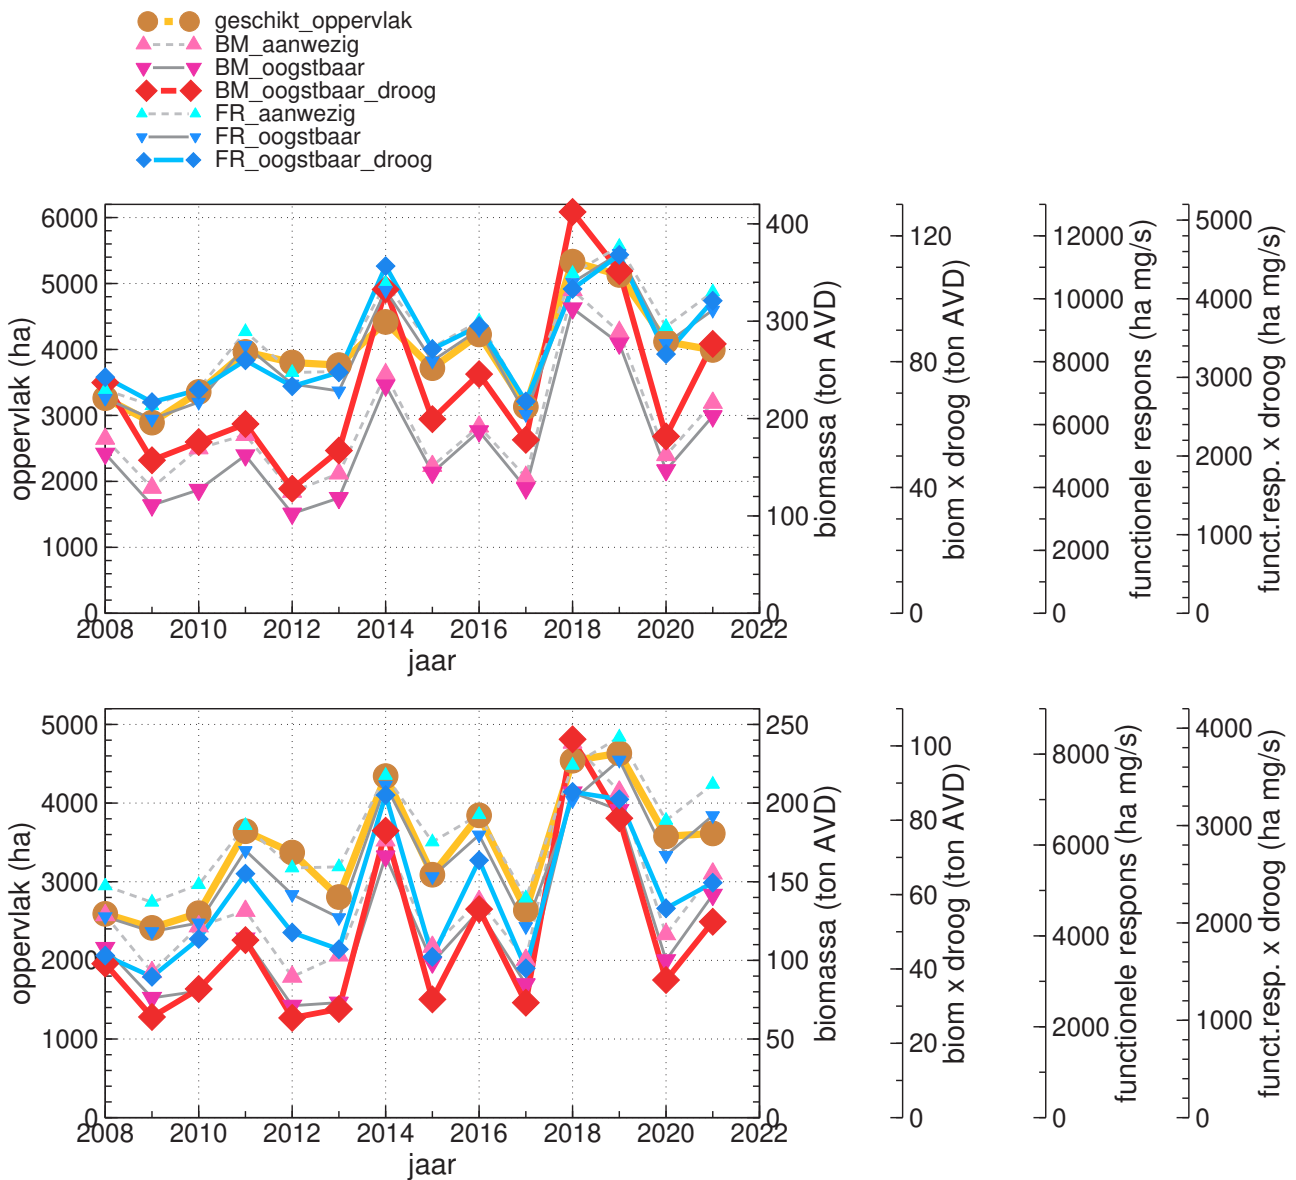 geschikt_oppervlak
BM_aanwezig
BM_oogstbaar
BM_oogstbaar_droog
FR_aanwezig
FR_oogstbaar
FR_oogstbaar_droog
6000
5000
4000
3000
2000
1000
0
oppervlak (ha)
2008 2010 2012 2014 2016 2018 2020 2022
jaar
400
300
200
100
0
biomassa (ton AVD)
120
80
40
0
biom x droog (ton AVD)
12000
10000
8000
6000
4000
2000
0
functionele respons (ha mg/s)
5000
4000
3000
2000
1000
0
funct.resp. x droog (ha mg/s)
5000
4000
3000
2000
1000
0
oppervlak (ha)
2008 2010 2012 2014 2016 2018 2020 2022
jaar
250
200
150
100
50
0
biomassa (ton AVD)
100
80
60
40
20
0
biom x droog (ton AVD)
8000
6000
4000
2000
0
functionele respons (ha mg/s)
4000
3000
2000
1000
0
funct.resp. x droog (ha mg/s)